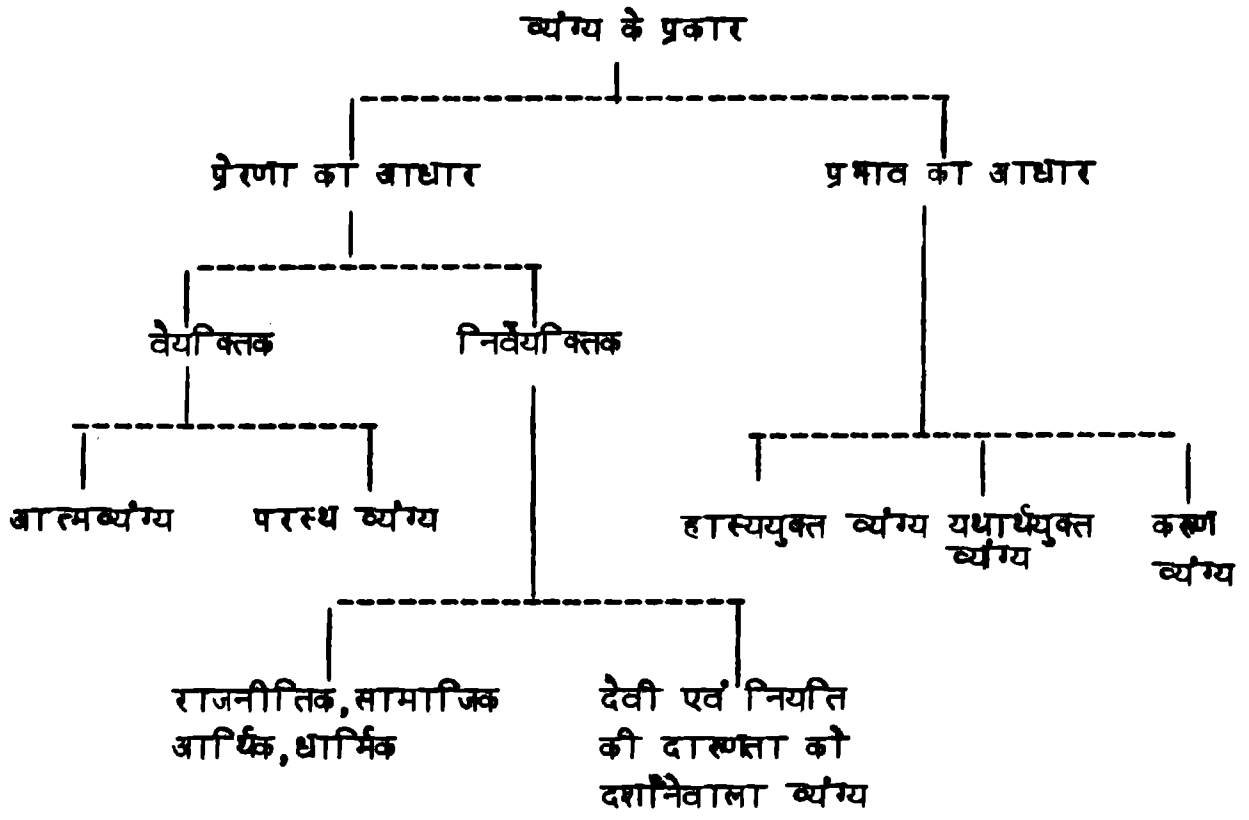 व्यंग्य के प्रकार
प्रेरणा का आधार
प्रभाव का आधार
वेयक्तिक
निर्वेयक्तिक
आत्मव्यंग्य
परस्थ व्यंग्य
हास्ययुक्त व्यंग्य
यथार्थयुक्त
व्यंग्य
करूण
व्यंग्य
राजनीतिक,सामाजिक
आर्थिक,धार्मिक
देवी एवं नियति
की दारूणता को
दर्शानेवाला व्यंग्य